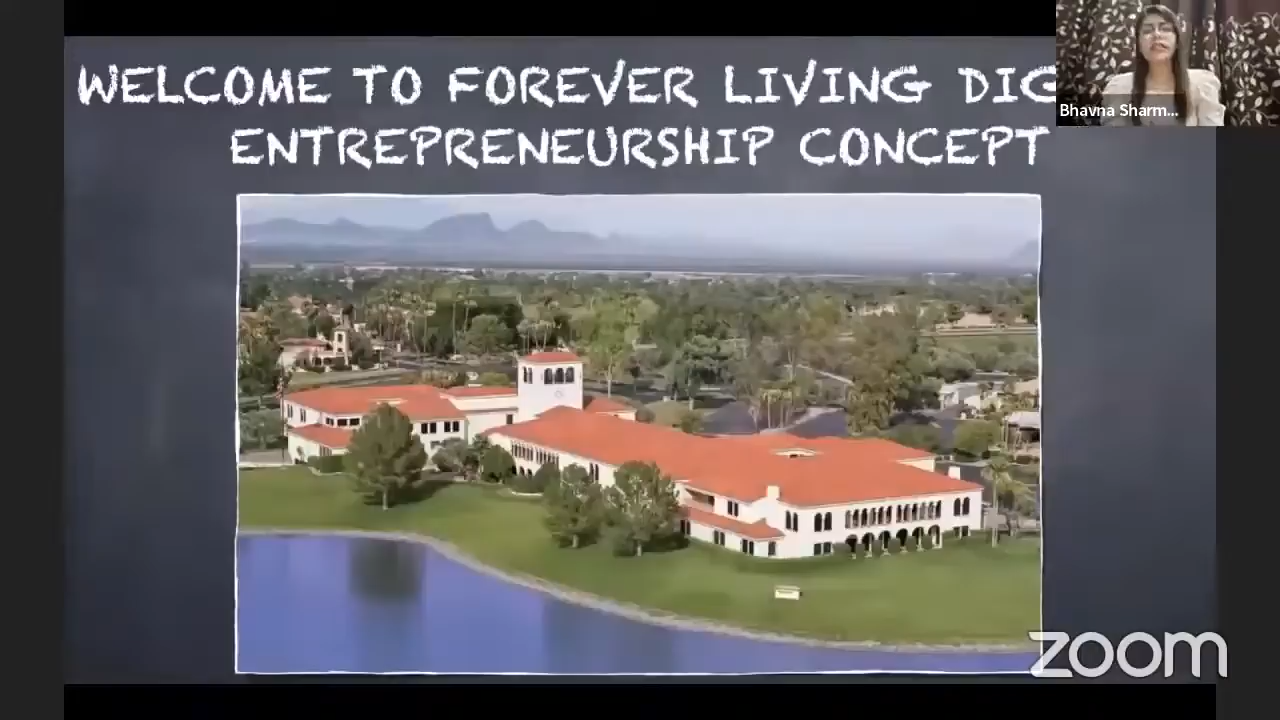 WELCOME TO FOREVER LIVING DIG
ENTREPRENEURSHIP CONCEPT
Bhavna Sharm...
zoom